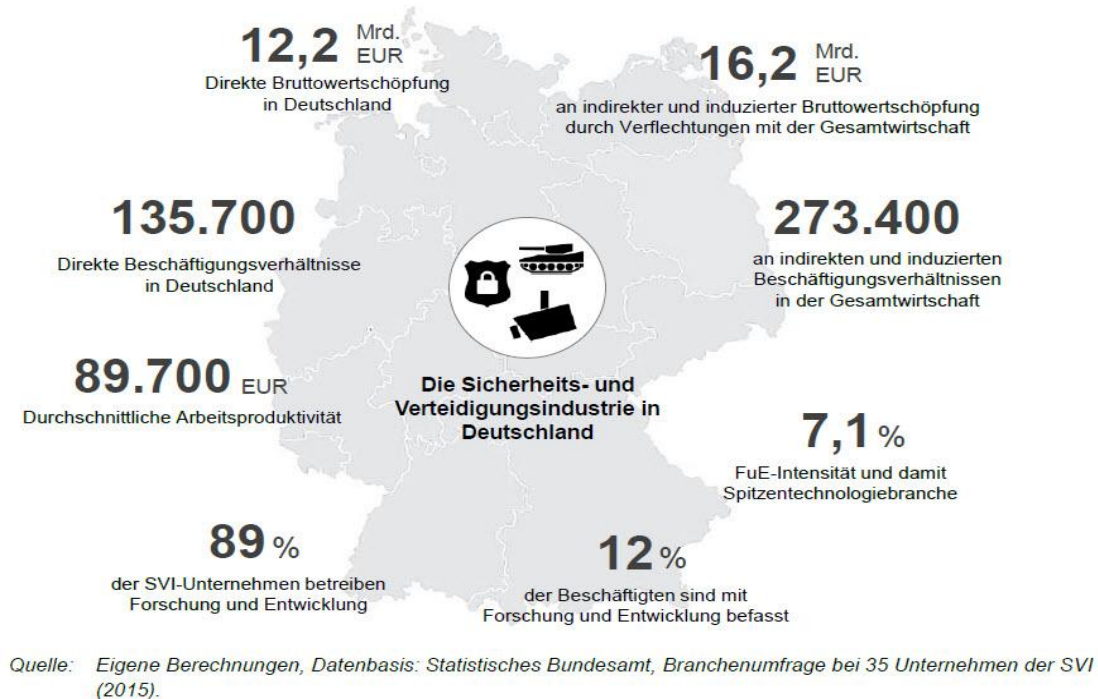 12,2 Mrd. EUR
Direkte Bruttowertschöpfung
in Deutschland
16,2 Mrd. EUR
an indirekter und induzierter Bruttowertschöpfung
durch Verflechtungen mit der Gesamtwirtschaft
135.700
Direkte Beschäftigungsverhältnisse
in Deutschland
273.400
an indirekten und induzierten
Beschäftigungsverhältnissen
in der Gesamtwirtschaft
89.700 EUR
Durchschnittliche Arbeitsproduktivität
Die Sicherheits- und
Verteidigungsindustrie in
Deutschland
7,1 %
FuE-Intensität und damit
Spitzentechnologiebranche
89 %
der SVI-Unternehmen betreiben
Forschung und Entwicklung
12 %
der Beschäftigten sind mit
Forschung und Entwicklung befasst
Quelle: Eigene Berechnungen, Datenbasis: Statistisches Bundesamt, Branchenumfrage bei 35 Unternehmen der SVI
(2015).